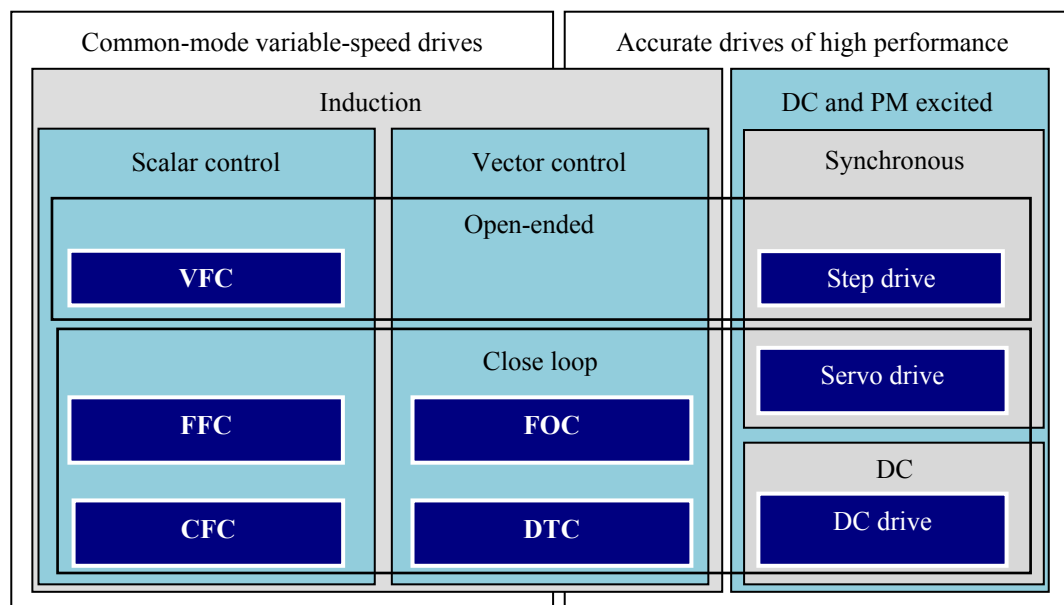 Common-mode variable-speed drives
Accurate drives of high performance
Induction
DC and PM excited
Scalar control
Vector control
Synchronous
Open-ended
VFC
Step drive
Close loop
Servo drive
FFC
FOC
DC
CFC
DTC
DC drive